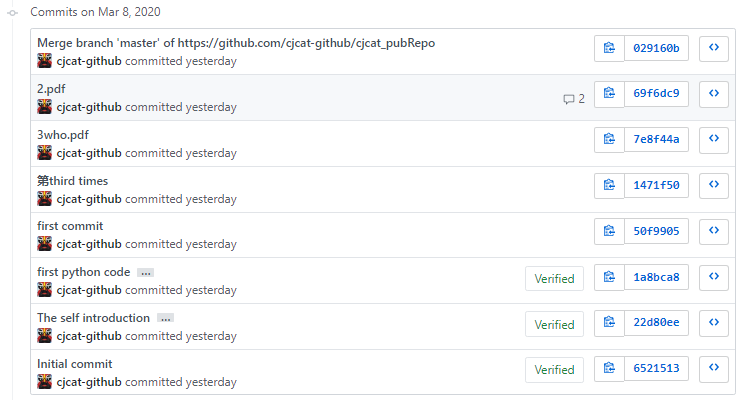 Commits on Mar 8, 2020
Merge branch 'master' of https://github.com/cjcat-github/cjcat_pubRepo
cjcat-github committed yesterday
029160b
2.pdf
cjcat-github committed yesterday
2
69f6dc9
3who.pdf
cjcat-github committed yesterday
7e8f44a
第third times
cjcat-github committed yesterday
1471f50
first commit
cjcat-github committed yesterday
50f9905
first python code ...
cjcat-github committed yesterday
Verified
1a8bca8
The self introduction ...
cjcat-github committed yesterday
Verified
22d80ee
Initial commit
cjcat-github committed yesterday
Verified
6521513